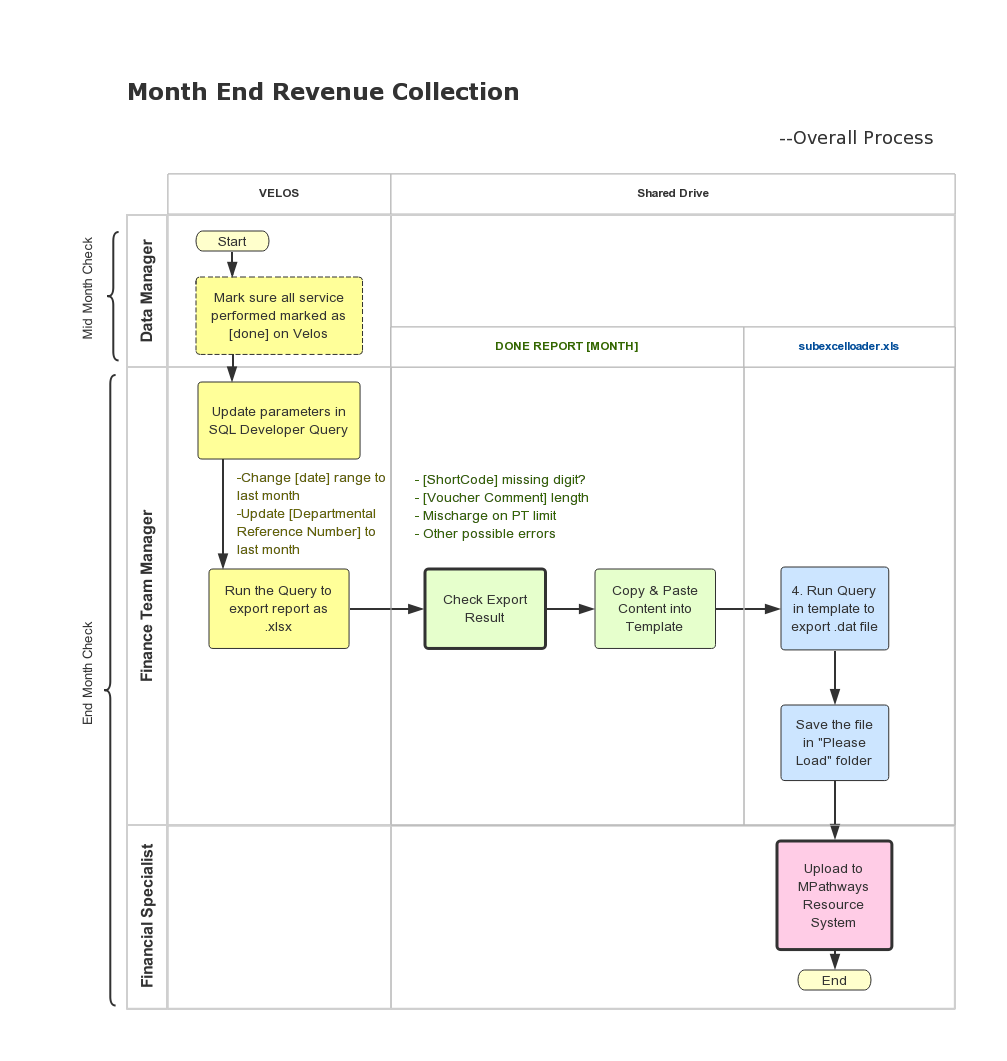 Month End Revenue Collection
--Overall Process
VELOS
Shared Drive
Mid Month Check
Data Manager
Start
Mark sure all service
performed marked as
[done] on Velos
DONE REPORT [MONTH]
subexcelloader.xls
End Month Check
Finance Team Manager
Update parameters in
SQL Developer Query
-Change [date] range to
last month
-Update [Departmental
Reference Number] to
last month
- [ShortCode] missing digit?
- [Voucher Comment] length
- Mischarge on PT limit
- Other possible errors
Run the Query to
export report as
.xlsx
Check Export
Result
Copy & Paste
Content into
Template
4. Run Query
in template to
export .dat file
Save the file
in "Please
Load" folder
Financial Specialist
Upload to
MPathways
Resource
System
End